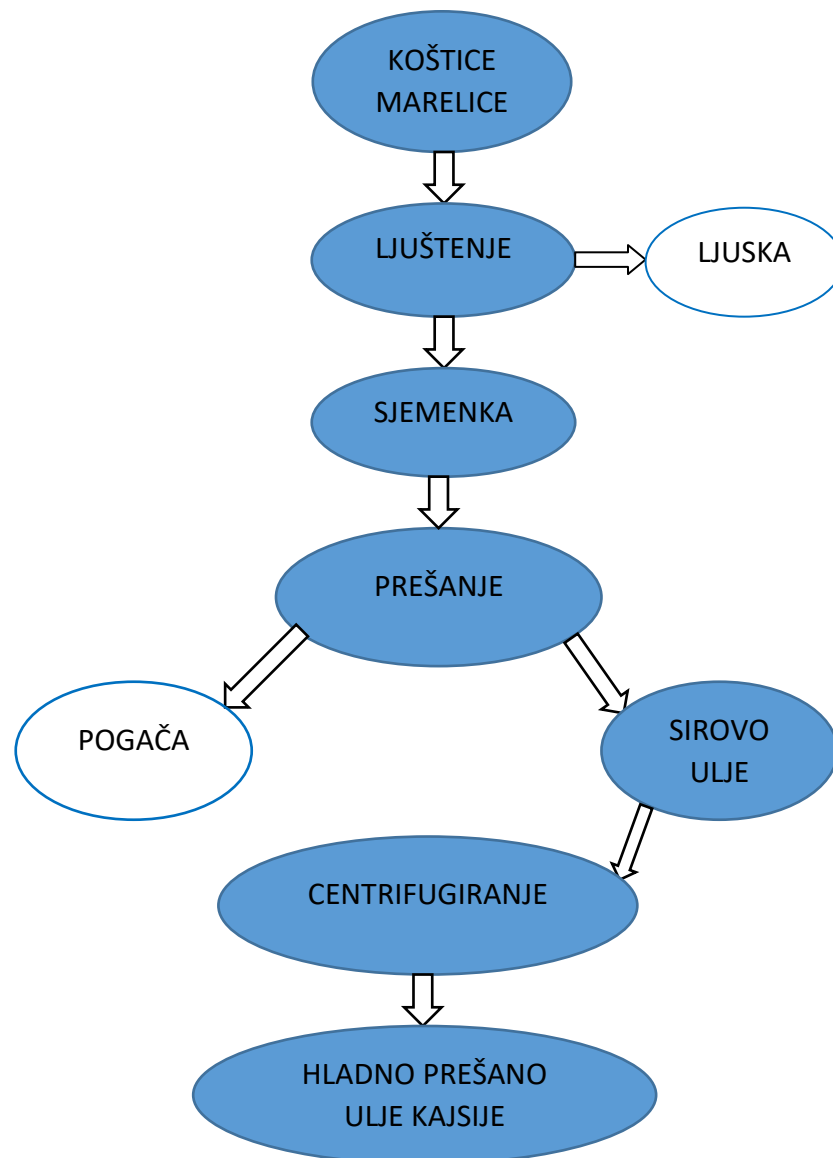 KOŠTICE
MARELICE
LJUŠTENJE
LJUSKA
SJEMENKA
PREŠANJE
POGAČA
SIROVO
ULJE
CENTRIFUGIRANJE
HLADNO PREŠANO
ULJE KAJSIJE